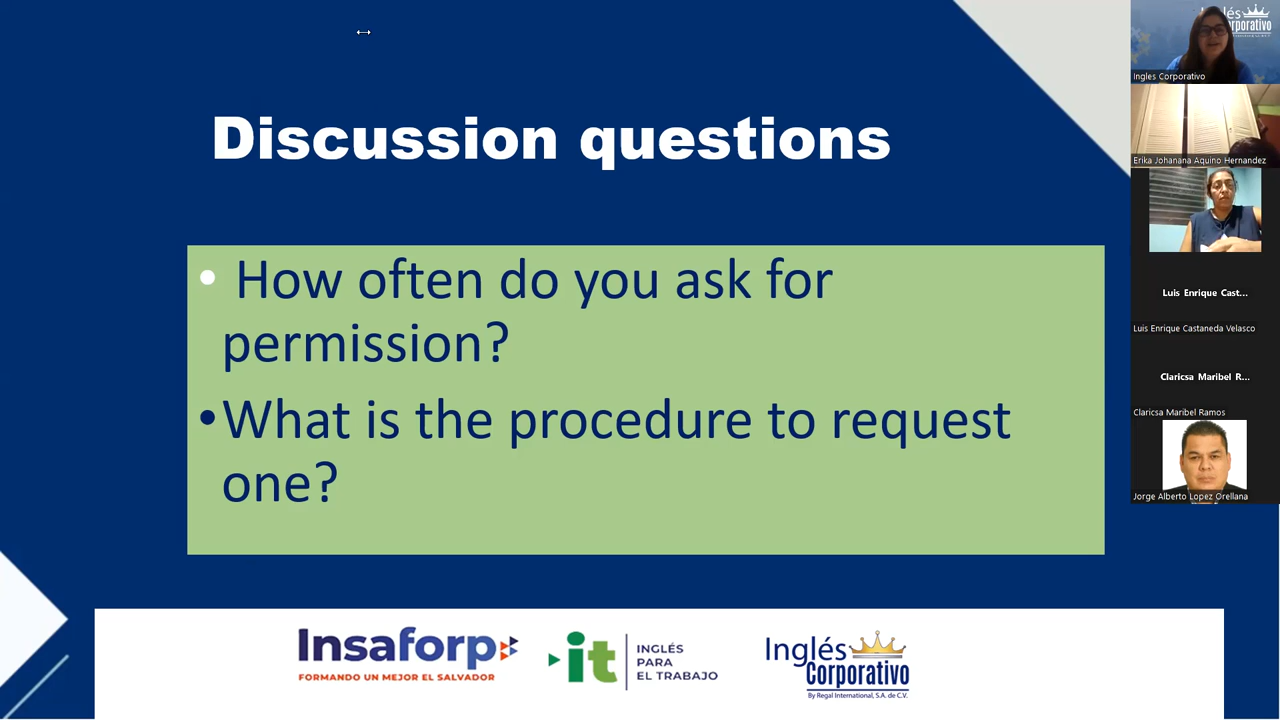 Discussion questions
• How often do you ask for
permission?
•What is the procedure to request
one?
Insaforp
FORMANDO UN MEJOR EL SALVADOR
it
INGLÉS
PARA
EL TRABAJO
Inglés
Corporativo
By Regal International, S.A. de C.V.
Ingles Corporativo
Erika Johanana Aquino Hernandez
Luis Enrique Cast...
Luis Enrique Castaneda Velasco
Claricsa Maribel R...
Claricsa Maribel Ramos
Jorge Alberto Lopez Orellana